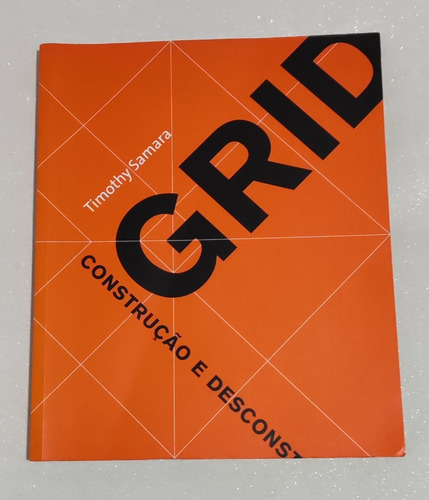 Timothy Samara
GRID
CONSTRUÇÃO E DESCONST